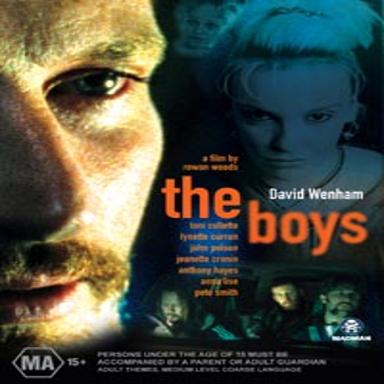 a film by
rowan woods
the
David Wenham
boys
toni collette
lynette curran
john polson
jeanette cronin
anthony hayes
anna lise
pete smith
MADMAN
MA 15+
PERSONS UNDER THE AGE OF 15 MUST BE
ACCOMPANIED BY A PARENT OR ADULT GUARDIAN
ADULT THEMES, MEDIUM LEVEL COARSE LANGUAGE